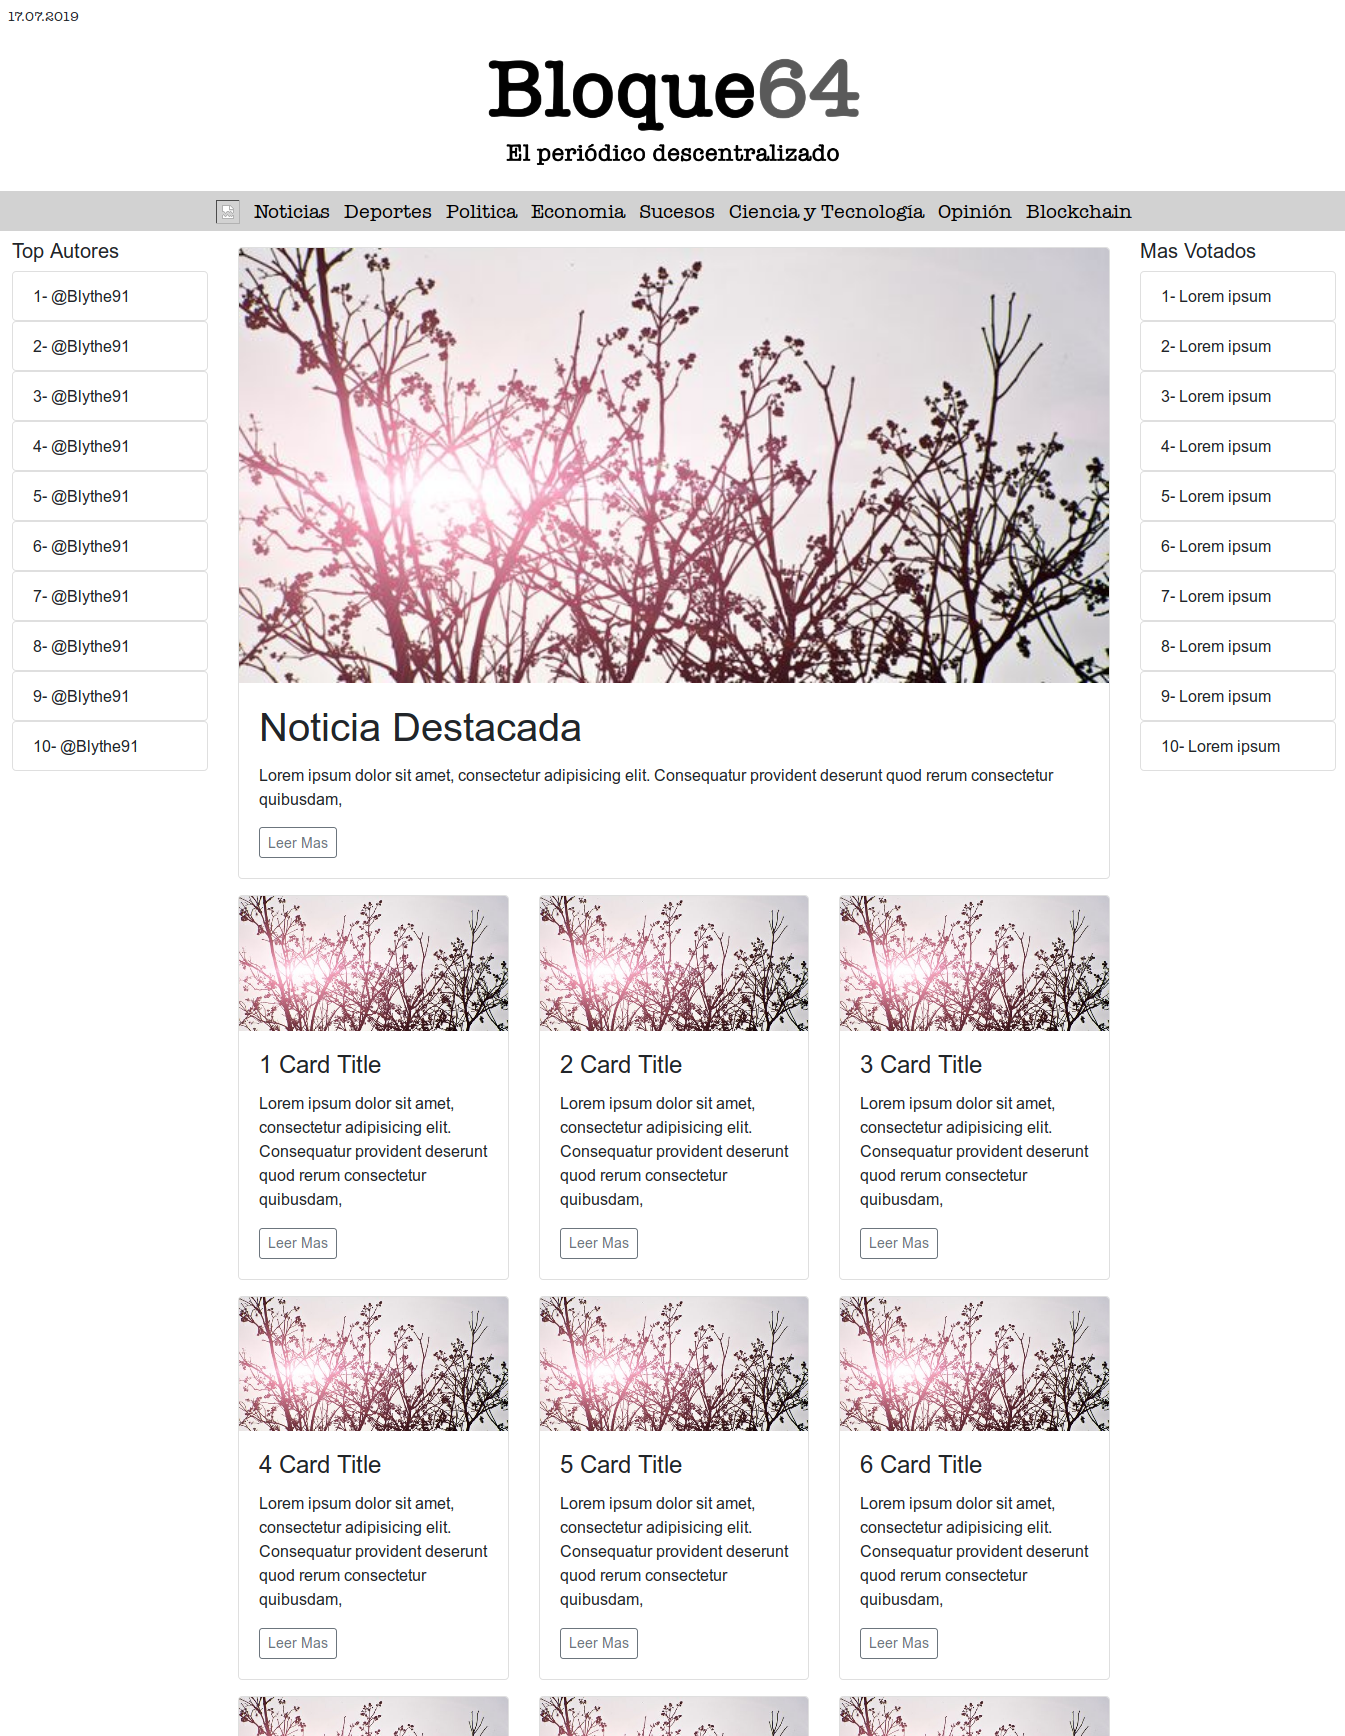 17.07.2019
Bloque64
El periódico descentralizado
Noticias Deportes Politica Economia Sucesos Ciencia y Tecnología Opinión Blockchain
Top Autores
1- @Blythe91
2- @Blythe91
3- @Blythe91
4- @Blythe91
5- @Blythe91
6- @Blythe91
7- @Blythe91
8- @Blythe91
9- @Blythe91
10- @Blythe91
Noticia Destacada
Lorem ipsum dolor sit amet, consectetur adipisicing elit. Consequatur provident deserunt quod rerum consectetur
quibusdam,
Leer Mas
Mas Votados
1- Lorem ipsum
2- Lorem ipsum
3- Lorem ipsum
4- Lorem ipsum
5- Lorem ipsum
6- Lorem ipsum
7- Lorem ipsum
8- Lorem ipsum
9- Lorem ipsum
10- Lorem ipsum
1 Card Title
Lorem ipsum dolor sit amet,
consectetur adipisicing elit.
Consequatur provident deserunt
quod rerum consectetur
quibusdam,
Leer Mas
2 Card Title
Lorem ipsum dolor sit amet,
consectetur adipisicing elit.
Consequatur provident deserunt
quod rerum consectetur
quibusdam,
Leer Mas
3 Card Title
Lorem ipsum dolor sit amet,
consectetur adipisicing elit.
Consequatur provident deserunt
quod rerum consectetur
quibusdam,
Leer Mas
4 Card Title
Lorem ipsum dolor sit amet,
consectetur adipisicing elit.
Consequatur provident deserunt
quod rerum consectetur
quibusdam,
Leer Mas
5 Card Title
Lorem ipsum dolor sit amet,
consectetur adipisicing elit.
Consequatur provident deserunt
quod rerum consectetur
quibusdam,
Leer Mas
6 Card Title
Lorem ipsum dolor sit amet,
consectetur adipisicing elit.
Consequatur provident deserunt
quod rerum consectetur
quibusdam,
Leer Mas